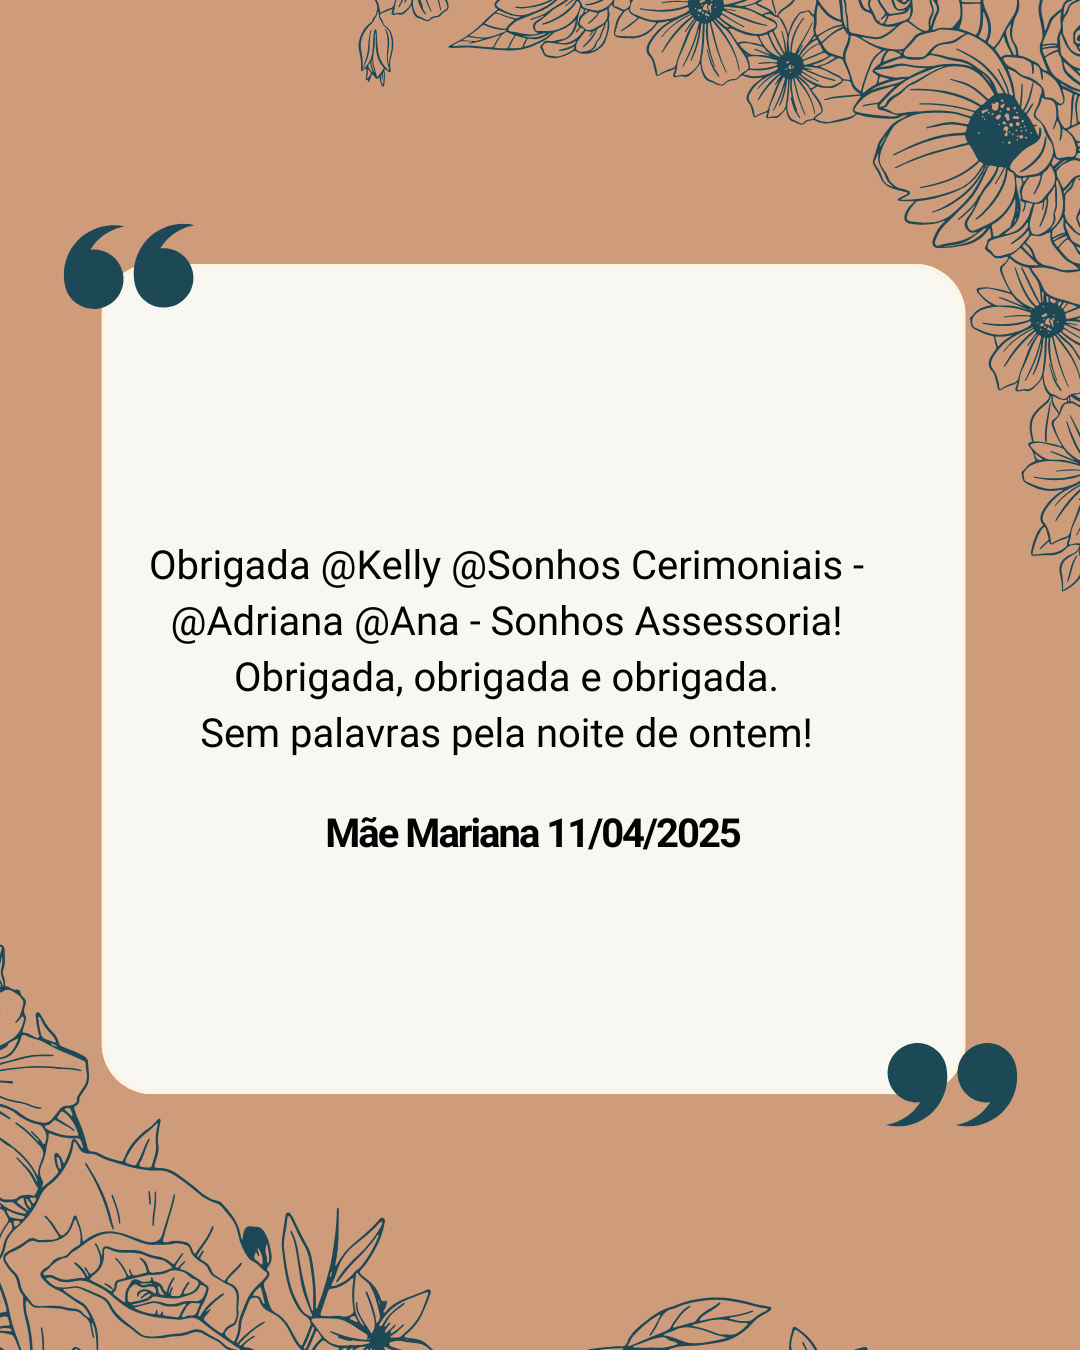 Obrigada @Kelly @Sonhos Cerimoniais -
@Adriana @Ana - Sonhos Assessoria!
Obrigada, obrigada e obrigada.
Sem palavras pela noite de ontem!
Mãe Mariana 11/04/2025